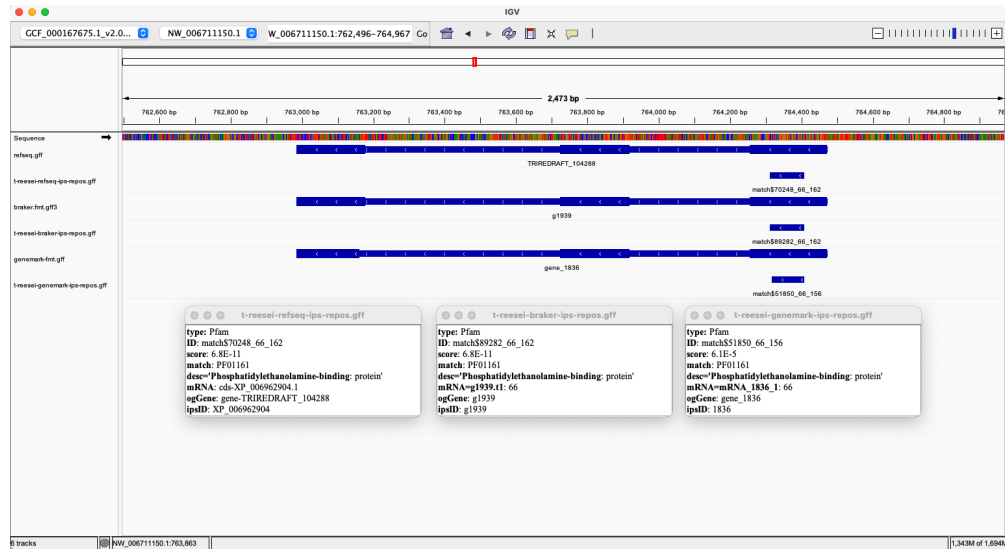 IGV
GCF_000167675.1_v2.0... NW_006711150.1 W_006711150.1:762,496-764,967 Go
2,473 bp
762,600 bp 762,800 bp 763,000 bp 763,200 bp 763,400 bp 763,600 bp 763,800 bp 764,000 bp 764,200 bp 764,400 bp 764,600 bp 764,800 bp 76
Sequence
refseq.gff
TRIREDRAFT_104288
t-reesei-refseq-ips-repos.gff
match$70248_66_162
braker.fmt.gff3
g1939
t-reesei-braker-ips-repos.gff
match$89282_66_162
genemark-fmt.gff
gene_1836
t-reesei-genemark-ips-repos.gff
match$51850_66_156
t-reesei-refseq-ips-repos.gff
type: Pfam
ID: match$70248_66_162
score: 6.8E-11
match: PF01161
desc='Phosphatidylethanolamine-binding: protein'
mRNA: cds-XP_006962904.1
ogGene: gene-TRIREDRAFT_104288
ipsID: XP_006962904
t-reesei-braker-ips-repos.gff
type: Pfam
ID: match$89282_66_162
score: 6.8E-11
match: PF01161
desc='Phosphatidylethanolamine-binding: protein'
mRNA=g1939.t1: 66
ogGene: g1939
ipsID: g1939
t-reesei-genemark-ips-repos.gff
type: Pfam
ID: match$51850_66_156
score: 6.1E-5
match: PF01161
desc='Phosphatidylethanolamine-binding: protein'
mRNA=mRNA_1836_1: 66
ogGene: gene_1836
ipsID: 1836
6 tracks NW_006711150.1:763,863 1,343M of 1,694M